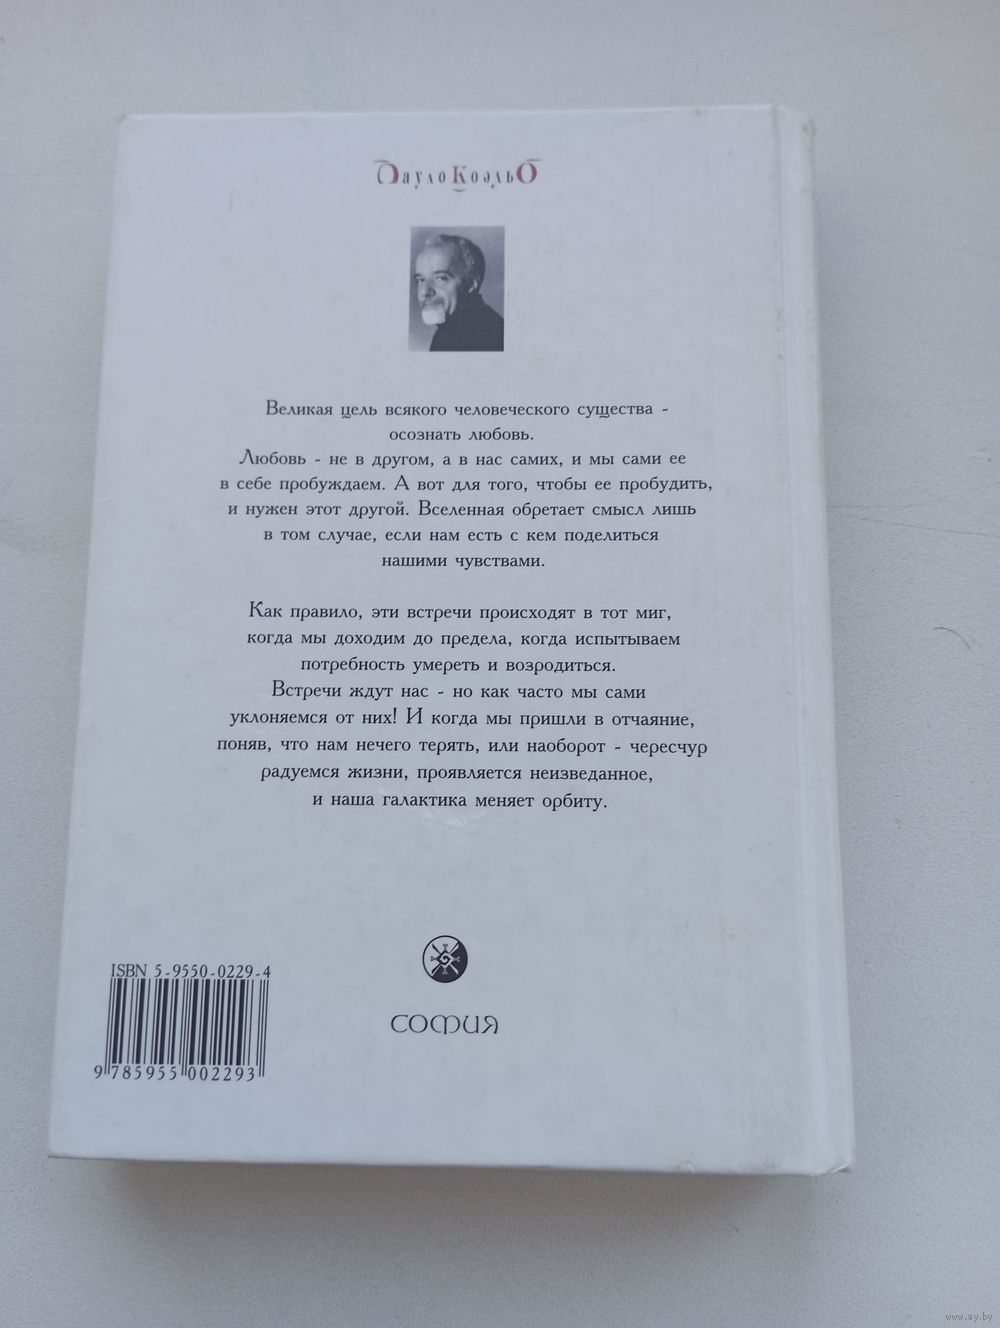 Пауло Коэльо
Великая цель всякого человеческого существа -
осознать любовь.
Любовь - не в другом, а в нас самих, и мы сами ее
в себе пробуждаем. А вот для того, чтобы ее пробудить,
и нужен этот другой. Вселенная обретает смысл лишь
в том случае, если нам есть с кем поделиться
нашими чувствами.
Как правило, эти встречи происходят в тот миг,
когда мы доходим до предела, когда испытываем
потребность умереть и возродиться.
Встречи ждут нас - но как часто мы сами
уклоняемся от них! И когда мы пришли в отчаяние,
поняв, что нам нечего терять, или наоборот - чересчур
радуемся жизни, проявляется неизведанное,
и наша галактика меняет орбиту.
ISBN 5-9550-0229-4
9 785955 002293
СОФИЯ
www.ay.by